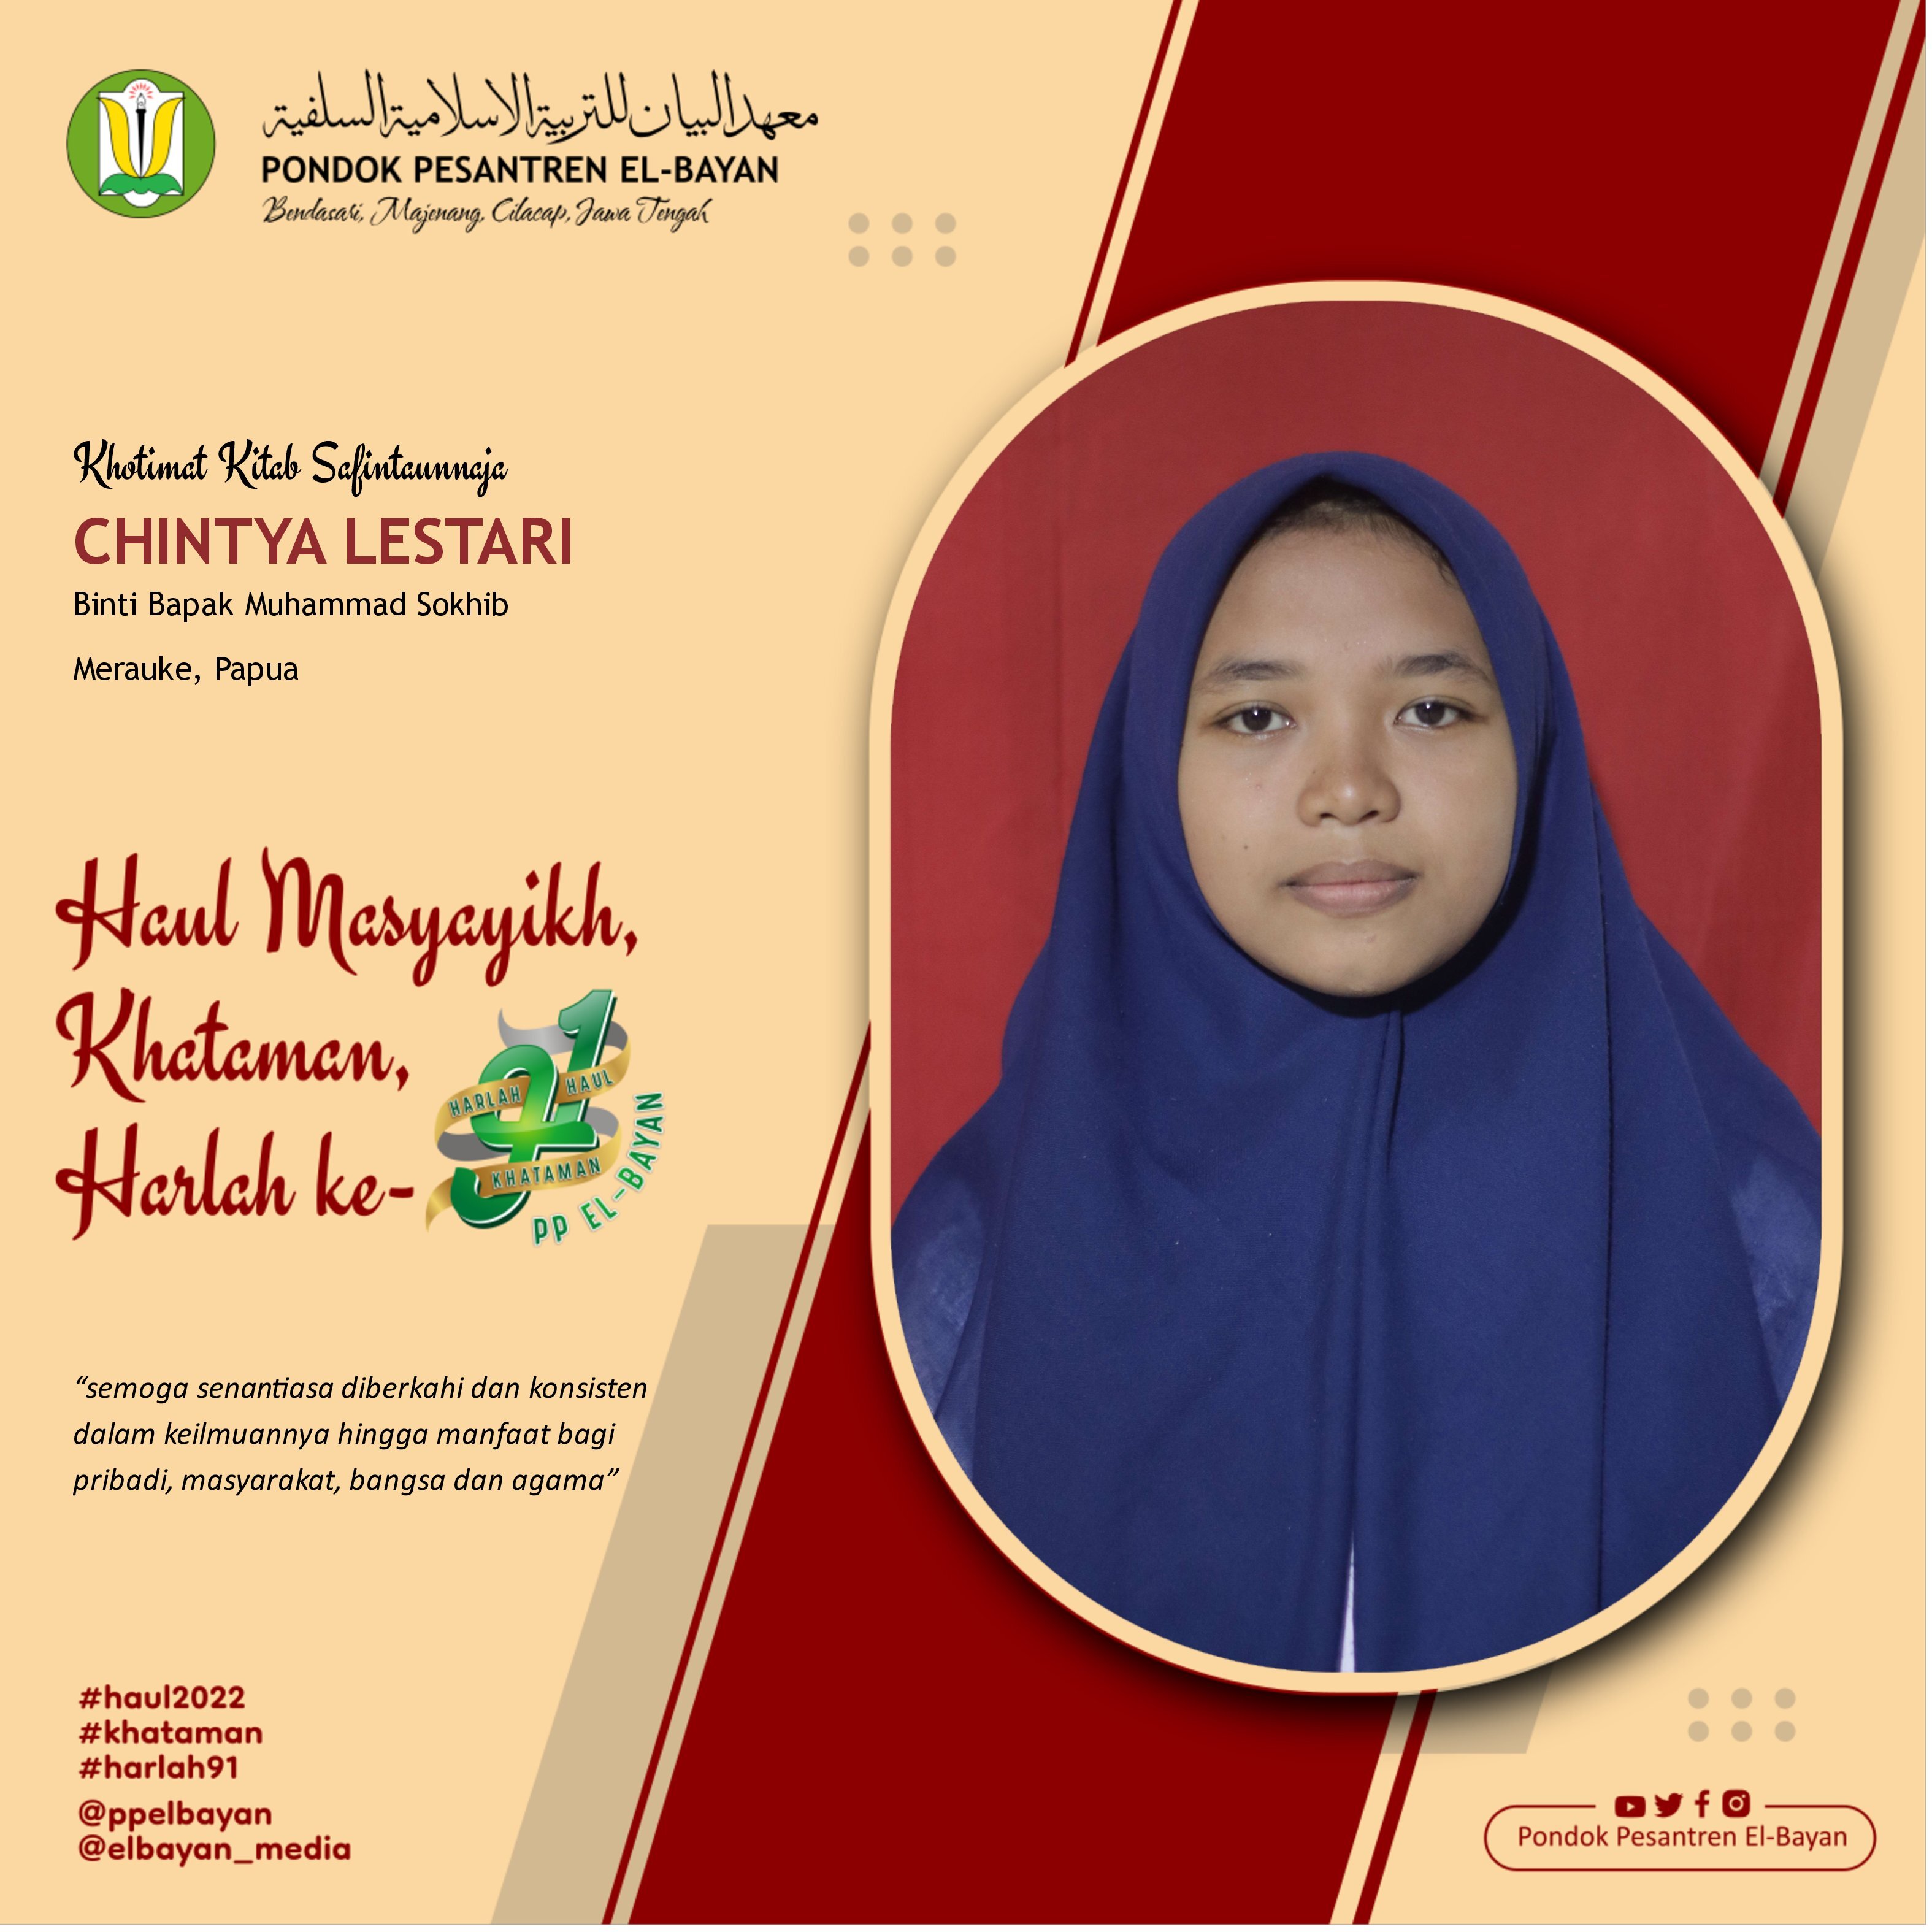 معهد البيان للتربية الاسلامية السلفية
PONDOK PESANTREN EL-BAYAN
Bendasari, Majenang, Cilacap, Jawa Tengah
Khotimat Kitab Safintaunnaja
CHINTYA LESTARI
Binti Bapak Muhammad Sokhib
Merauke, Papua
Haul Masyayikh,
Khataman,
Harlah ke-
91
HARLAH HAUL
KHATAMAN
PP EL-BAYAN
“semoga senantiasa diberkahi dan konsisten
dalam keilmuannya hingga manfaat bagi
pribadi, masyarakat, bangsa dan agama”
#haul2022
#khataman
#harlah91
@ppelbayan
@elbayan_media
Pondok Pesantren El-Bayan